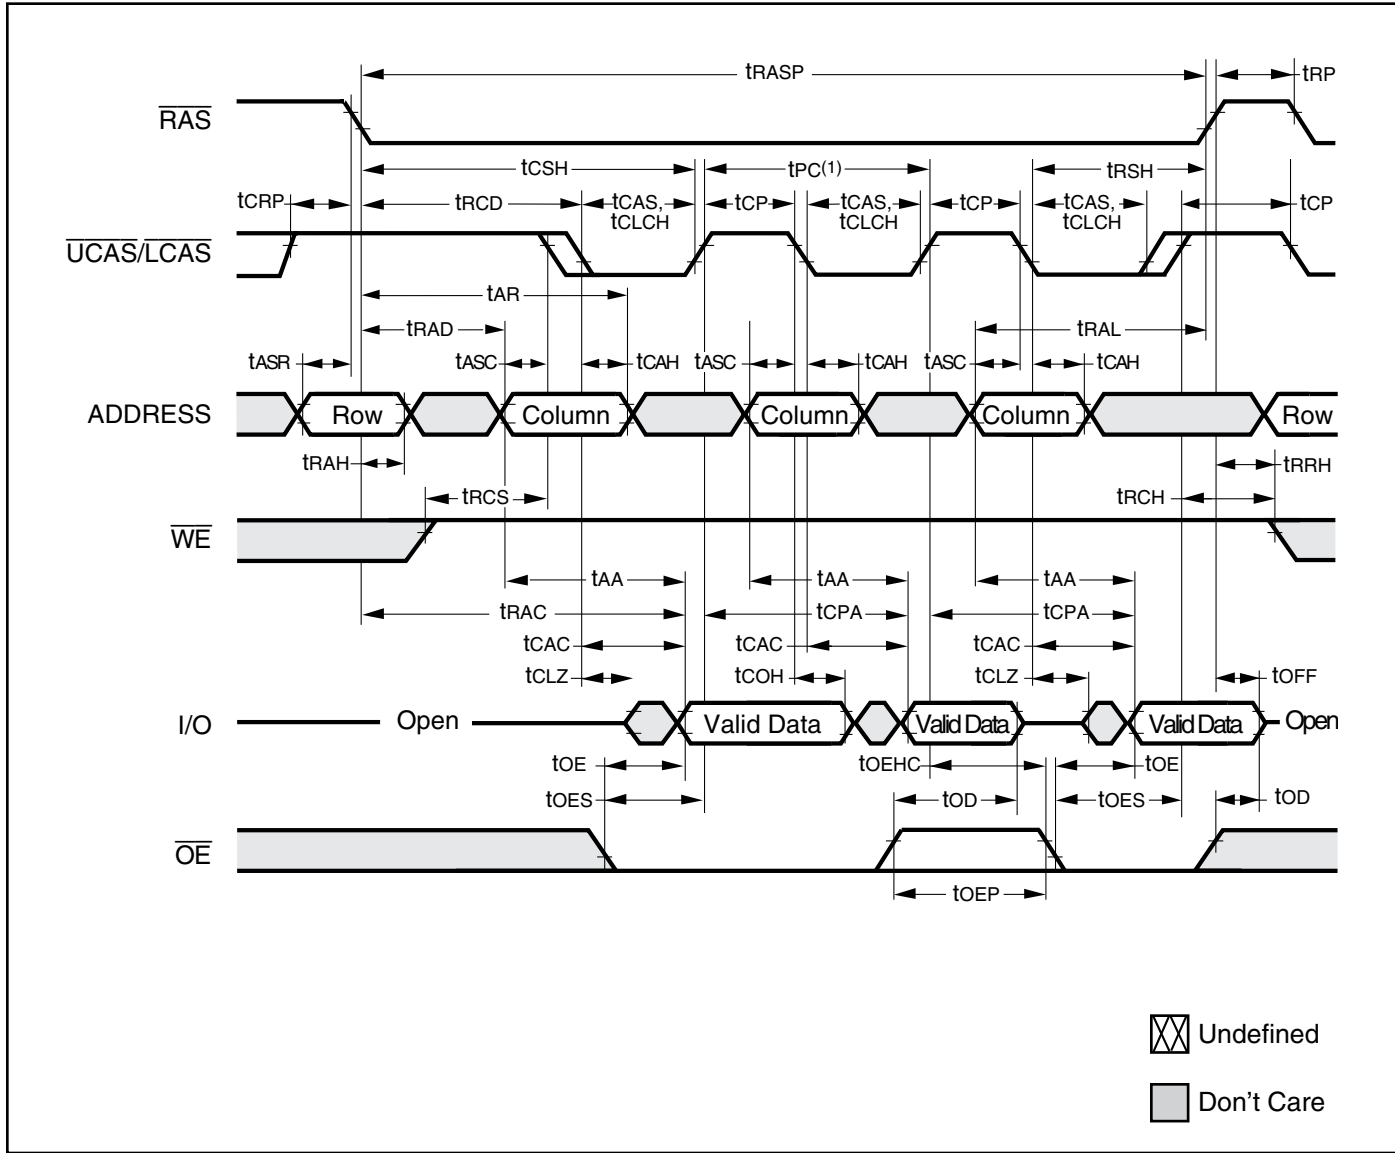 tRASP tRP
RAS
tCSH tPC(1) tRSH
tCRP tRCD tCAS, tCP tCAS, tCP tCAS, tCP
tCLCH tCLCH tCLCH
UCAS/LCAS
tAR
tRAD tRAL
tASR tASC tCAH tASC tCAH tASC tCAH
ADDRESS Row Column Column Column Row
tRAH tRRH
tRCS tRCH
WE
tAA tAA tAA
tRAC tCPA tCPA
tCAC tCAC tCAC
tCLZ tCOH tCLZ tOFF
I/O Open Valid Data Valid Data Valid Data Open
tOE tOEHC tOE
tOES tOD tOES tOD
OE
tOEP
Undefined
Don't Care